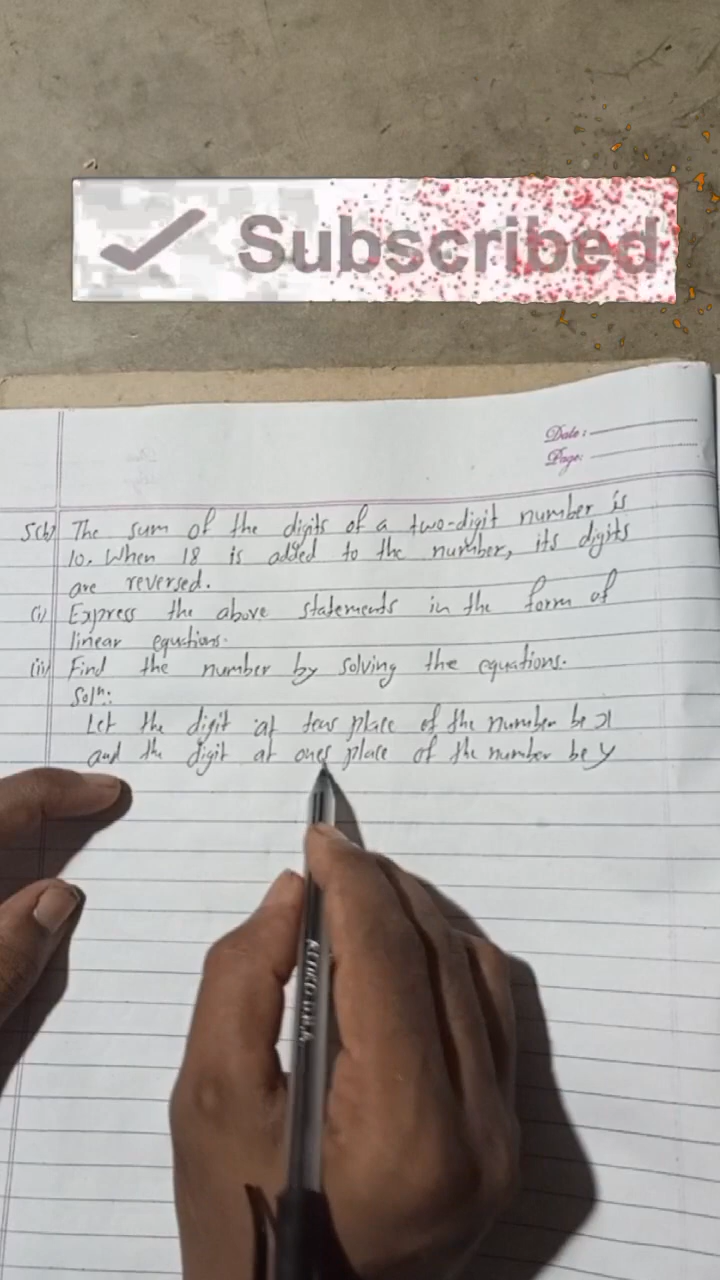 ✔ Subscribed
Date:
Page:
5(b) The sum of the digits of a two-digit number is
10. When 18 is added to the number, its digits
are reversed.
(i) Express the above statements in the form of
linear equations.
(ii) Find the number by solving the equations.
Solⁿ:
Let the digit at tens place of the number be x
and the digit at ones place of the number be y